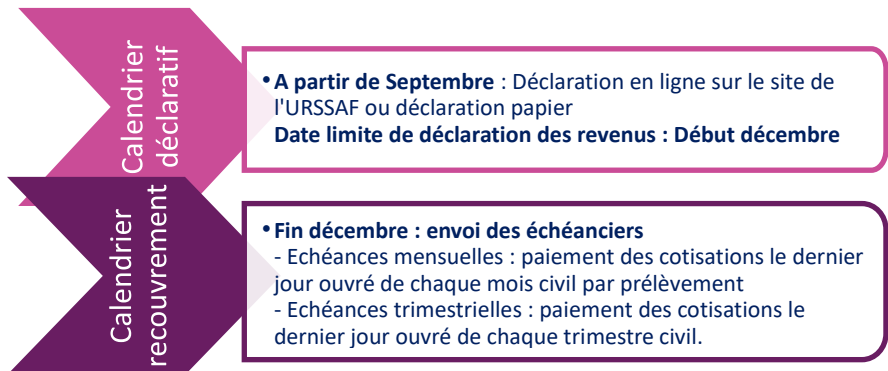 Calendrier
déclaratif
• A partir de Septembre : Déclaration en ligne sur le site de
l'URSSAF ou déclaration papier
Date limite de déclaration des revenus : Début décembre
Calendrier
recouvrement
• Fin décembre : envoi des échéanciers
- Echéances mensuelles : paiement des cotisations le dernier
jour ouvré de chaque mois civil par prélèvement
- Echéances trimestrielles : paiement des cotisations le
dernier jour ouvré de chaque trimestre civil.